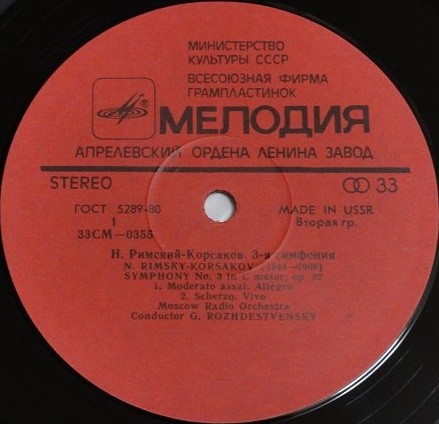 МИНИСТЕРСТВО
КУЛЬТУРЫ СССР
ВСЕСОЮЗНАЯ ФИРМА
ГРАМПЛАСТИНОК
МЕЛОДИЯ
АПРЕЛЕВСКИЙ ОРДЕНА ЛЕНИНА ЗАВОД
STEREO 33
ГОСТ 5289-80 MADE IN USSR
1 Вторая гр.
33СМ—0355
Н. Римский-Корсаков. 3-я симфония
N. RIMSKY-KORSAKOV (1844—1908)
SYMPHONY No. 3 in C major, op. 32
1. Moderato assai. Allegro
2. Scherzo. Vivo
Moscow Radio Orchestra
Conductor G. ROZHDESTVENSKY